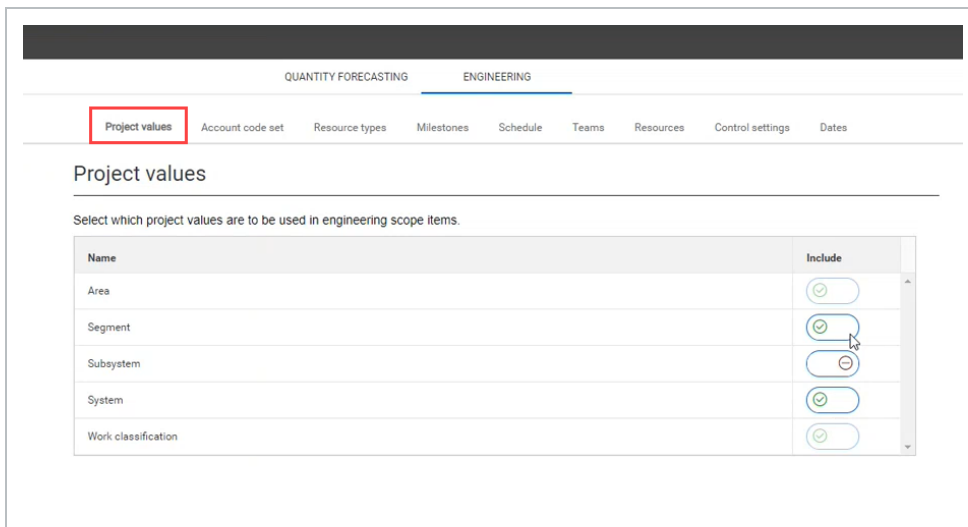 QUANTITY FORECASTING ENGINEERING
Project values Account code set Resource types Milestones Schedule Teams Resources Control settings Dates
Project values
Select which project values are to be used in engineering scope items.
Name Include
Area
Segment
Subsystem
System
Work classification